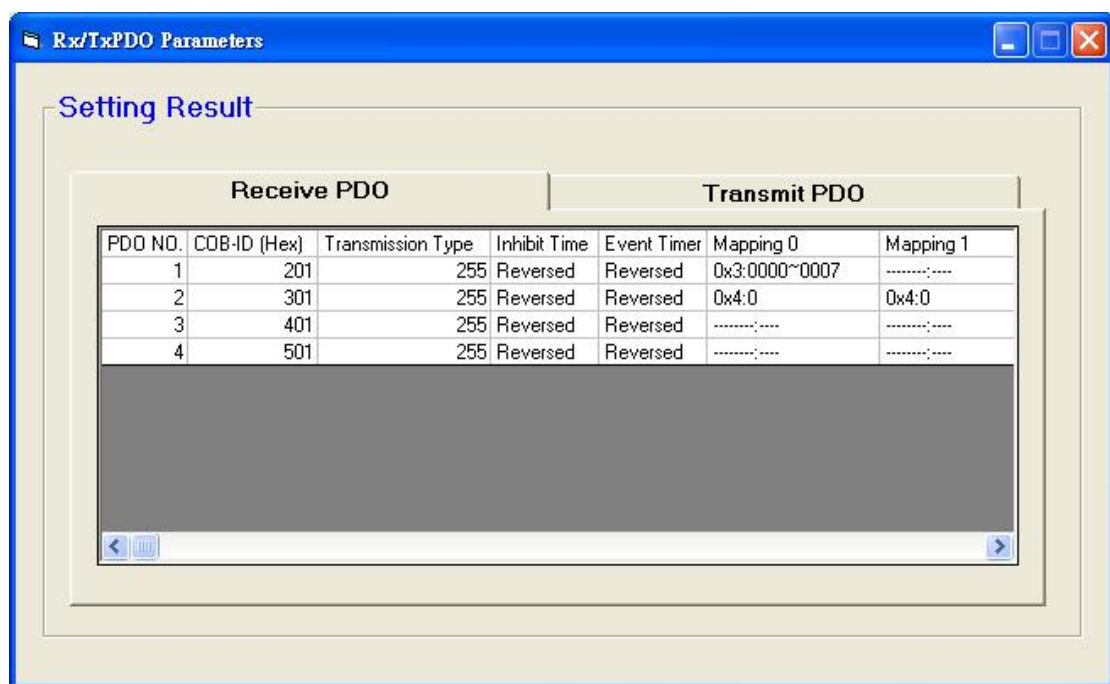 Rx/TxPDO Parameters
Setting Result
Receive PDO Transmit PDO
PDO NO. COB-ID (Hex) Transmission Type Inhibit Time Event Timer Mapping 0 Mapping 1
1 201 255 Reversed Reversed 0x3:0000~0007 --------:----
2 301 255 Reversed Reversed 0x4:0 0x4:0
3 401 255 Reversed Reversed --------:---- --------:----
4 501 255 Reversed Reversed --------:---- --------:----